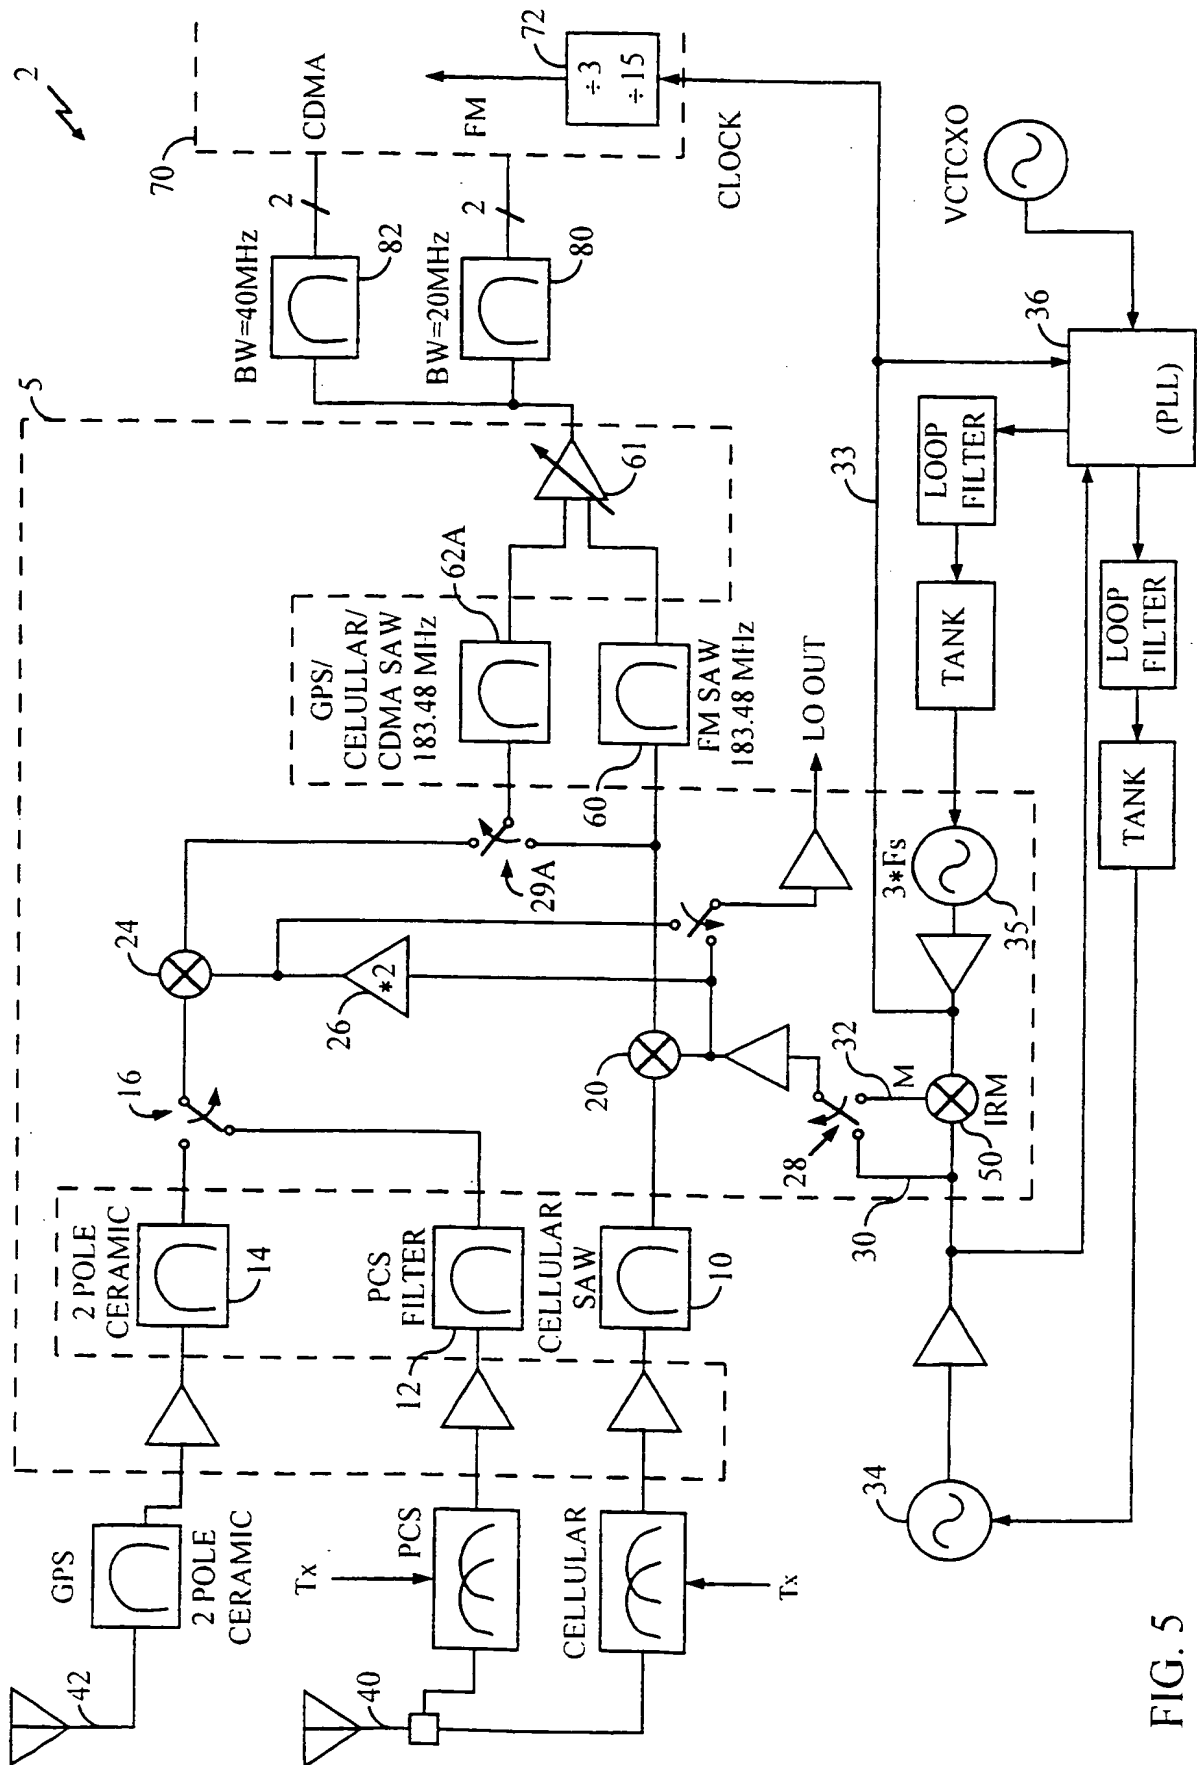 2
70
CDMA
FM
72
÷3
÷15
CLOCK
VCTCXO
2
2
BW=40MHz
82
BW=20MHz
80
36
(PLL)
5
61
33
LOOP
FILTER
LOOP
FILTER
62A
GPS/
CELULLAR/
CDMA SAW
183.48 MHz
FM SAW
183.48 MHz
60
LO OUT
TANK
TANK
29A
3*Fs
35
24
*2
26
20
16
28
32
M
IRM
50
30
2 POLE
CERAMIC
14
PCS
FILTER
12
CELLULAR
SAW
10
GPS
2 POLE
CERAMIC
Tx
PCS
CELLULAR
Tx
34
42
40
FIG. 5